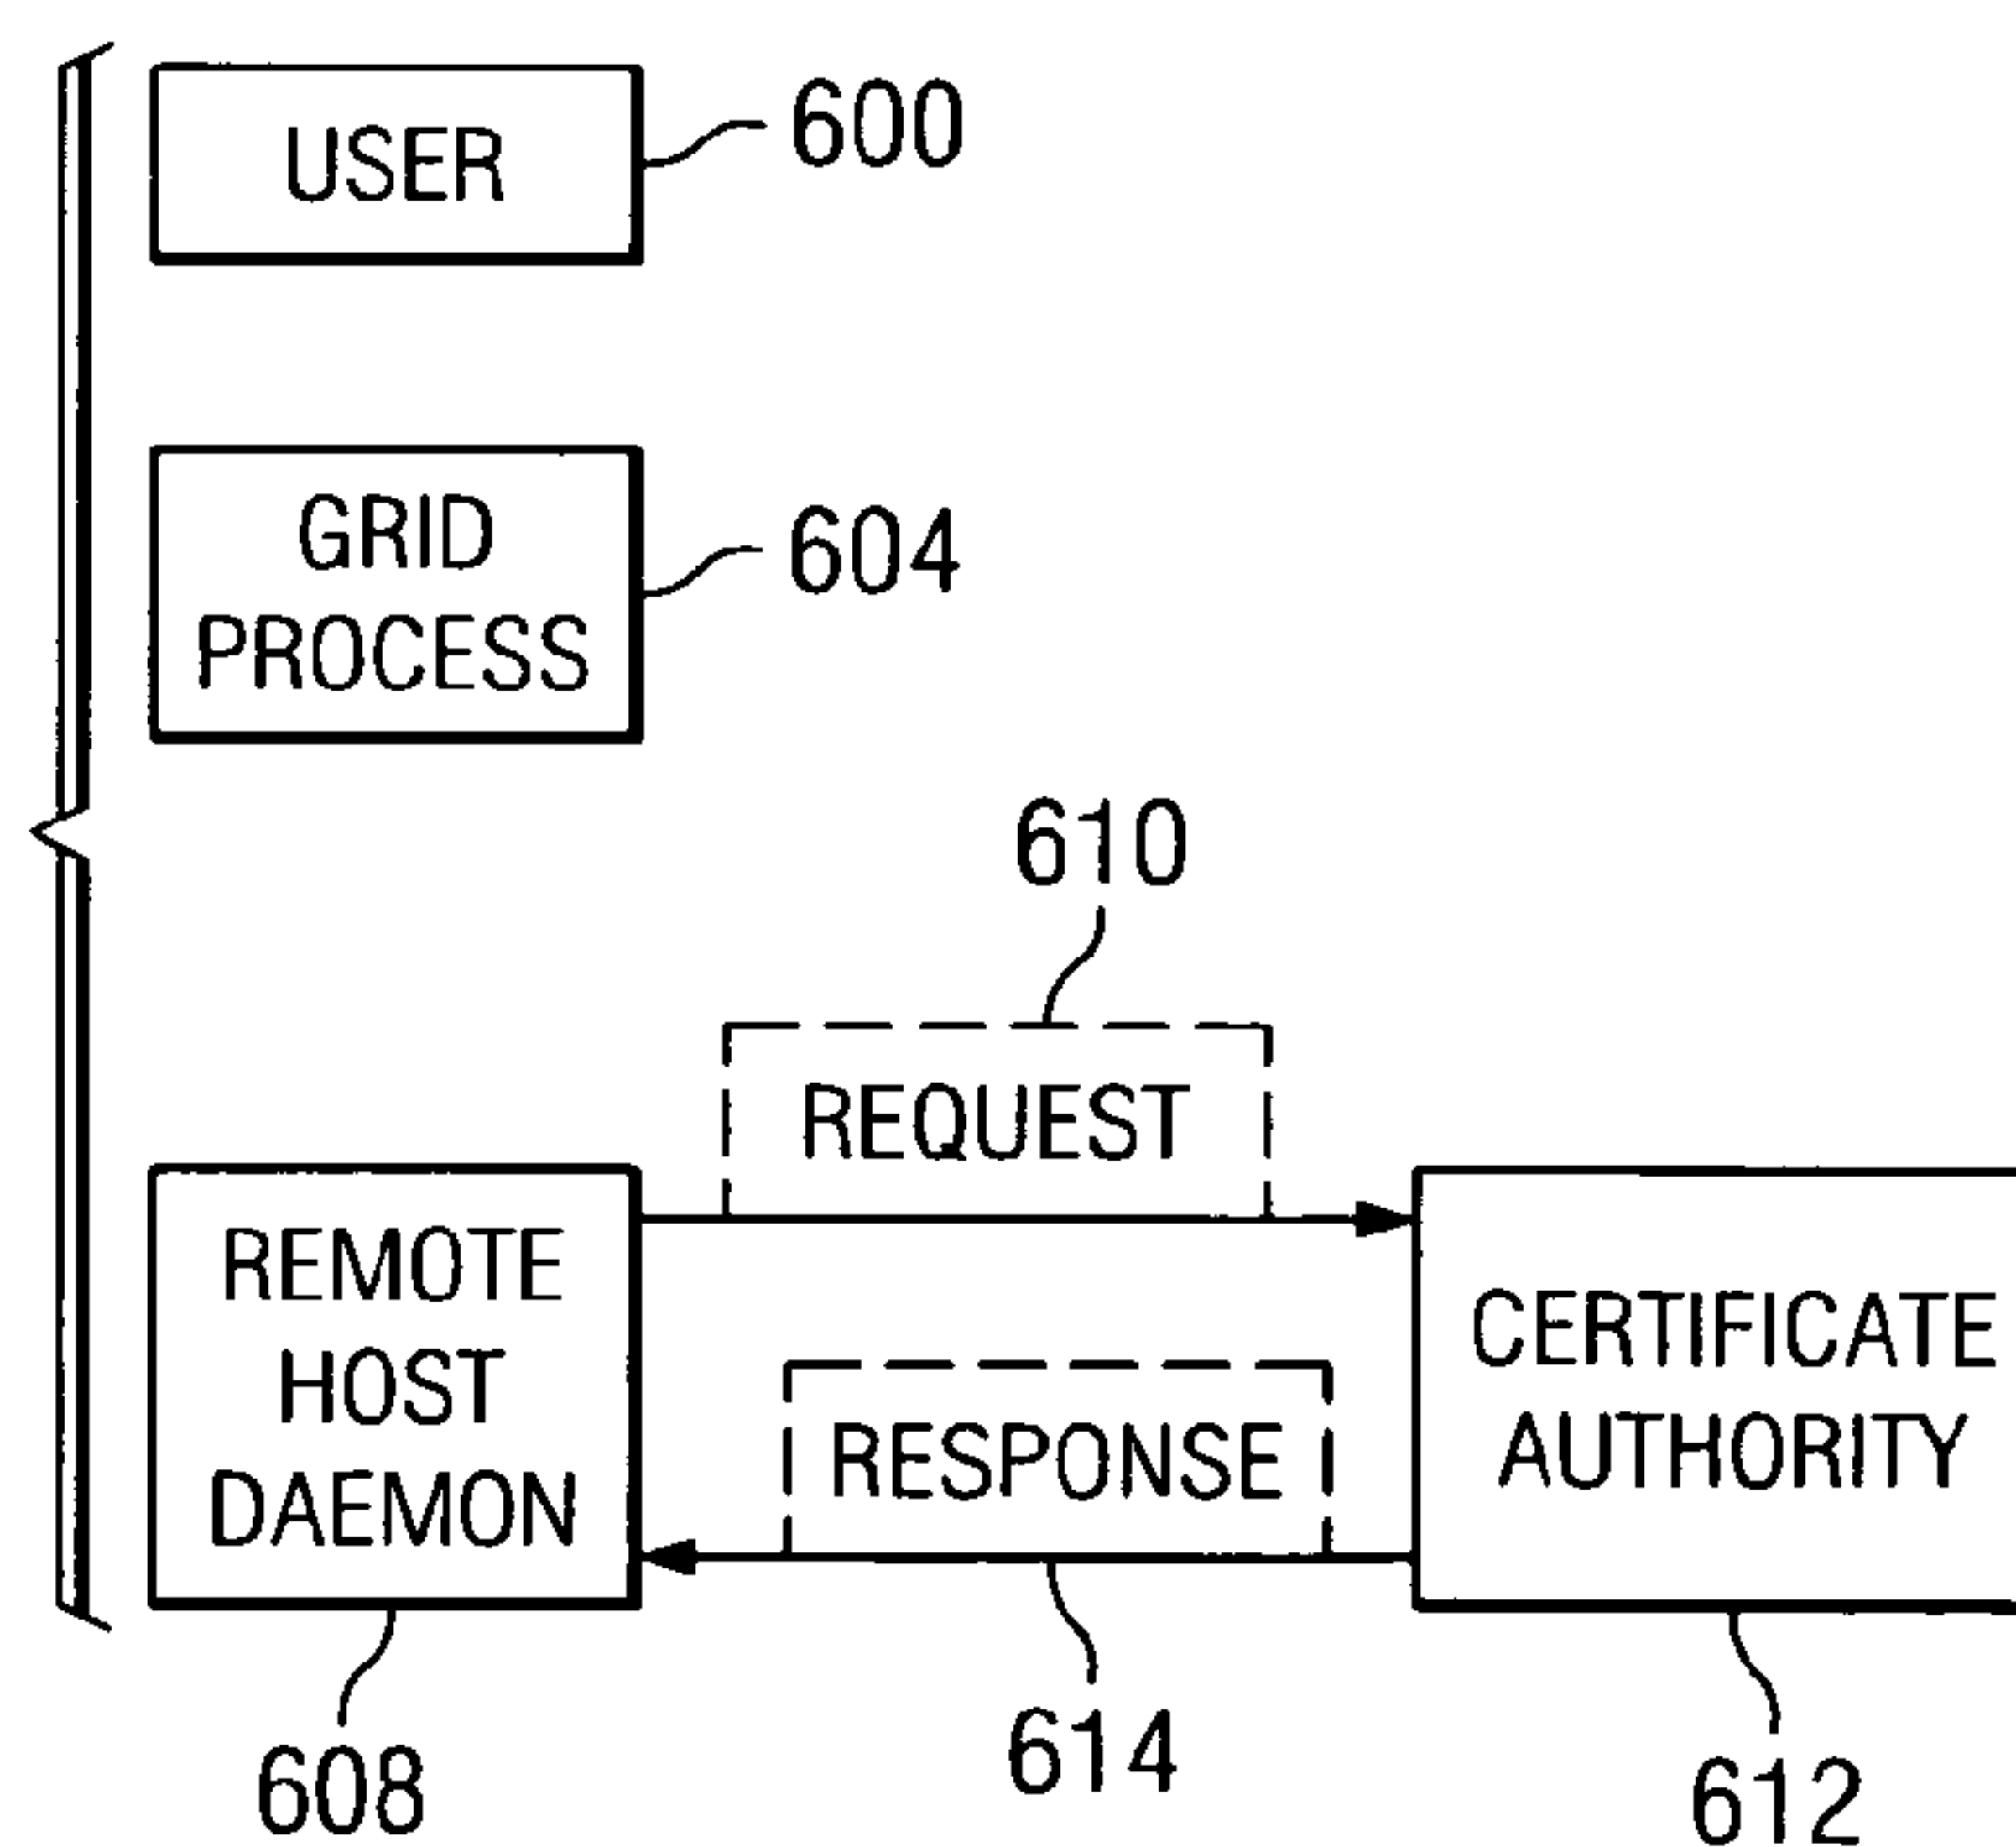 USER
600
GRID
PROCESS
604
610
REQUEST
REMOTE
HOST
DAEMON
CERTIFICATE
AUTHORITY
RESPONSE
608
614
612